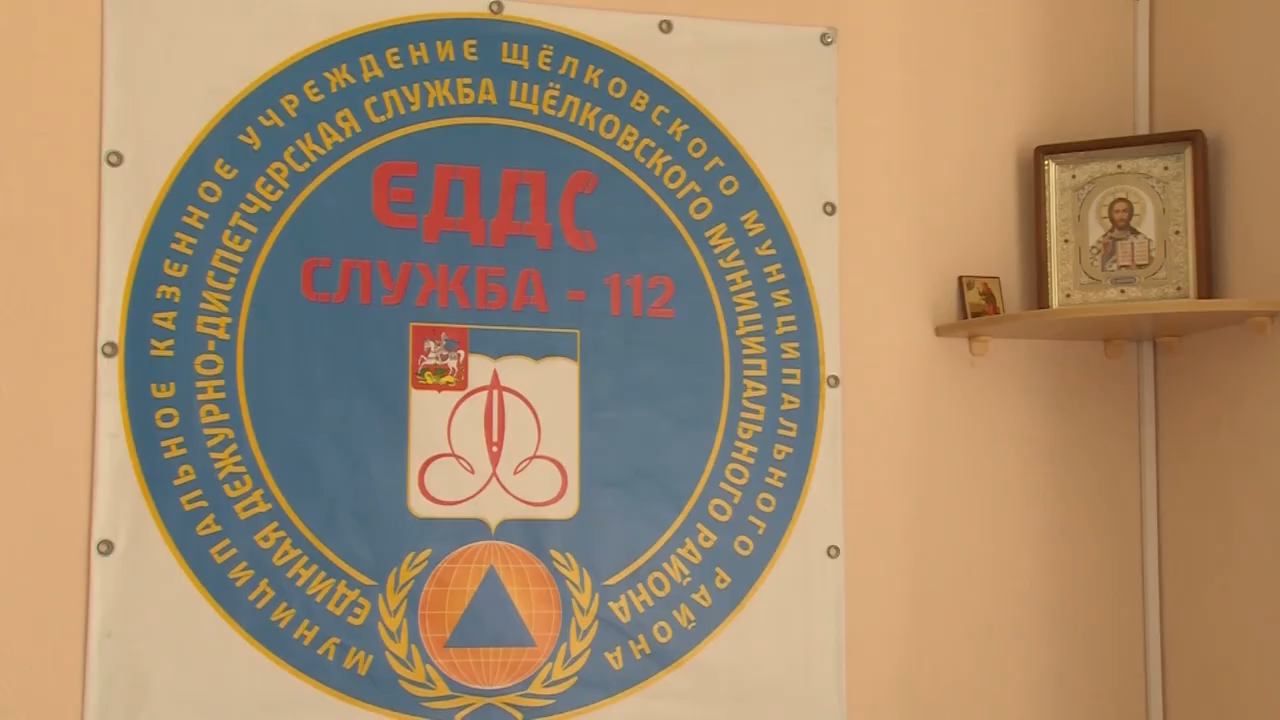 МУНИЦИПАЛЬНОЕ КАЗЕННОЕ УЧРЕЖДЕНИЕ ЩЁЛКОВСКОГО МУНИЦИПАЛЬНОГО РАЙОНА
ЕДИНАЯ ДЕЖУРНО-ДИСПЕТЧЕРСКАЯ СЛУЖБА ЩЁЛКОВСКОГО МУНИЦИПАЛЬНОГО РАЙОНА
ЕДДС
СЛУЖБА - 112